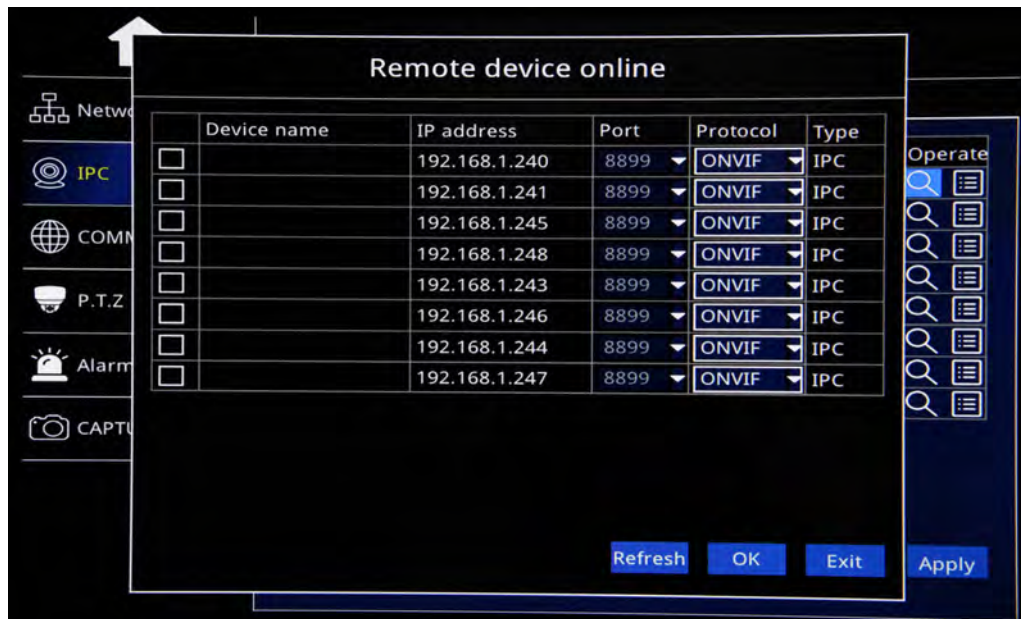 Remote device online
Network
Device name IP address Port Protocol Type
Operate
192.168.1.240 8899 ONVIF IPC
IPC
192.168.1.241 8899 ONVIF IPC
192.168.1.245 8899 ONVIF IPC
COMM
192.168.1.248 8899 ONVIF IPC
192.168.1.243 8899 ONVIF IPC
P.T.Z
192.168.1.246 8899 ONVIF IPC
192.168.1.244 8899 ONVIF IPC
Alarm
192.168.1.247 8899 ONVIF IPC
CAPTU
Refresh OK Exit Apply